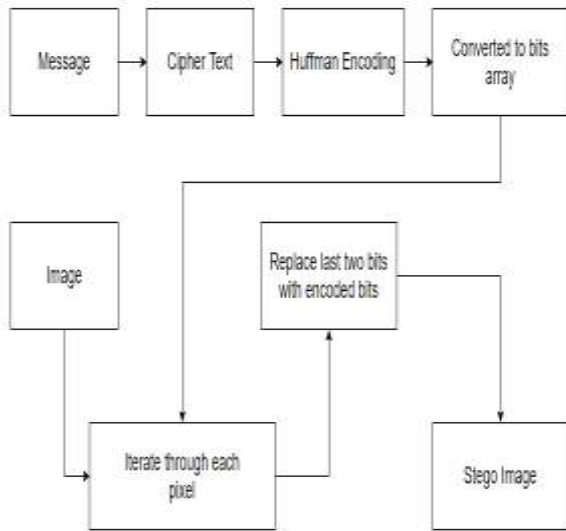 Message
Cipher Text
Huffman Encoding
Converted to bits
array
Image
Replace last two bits
with encoded bits
Iterate through each
pixel
Stego Image